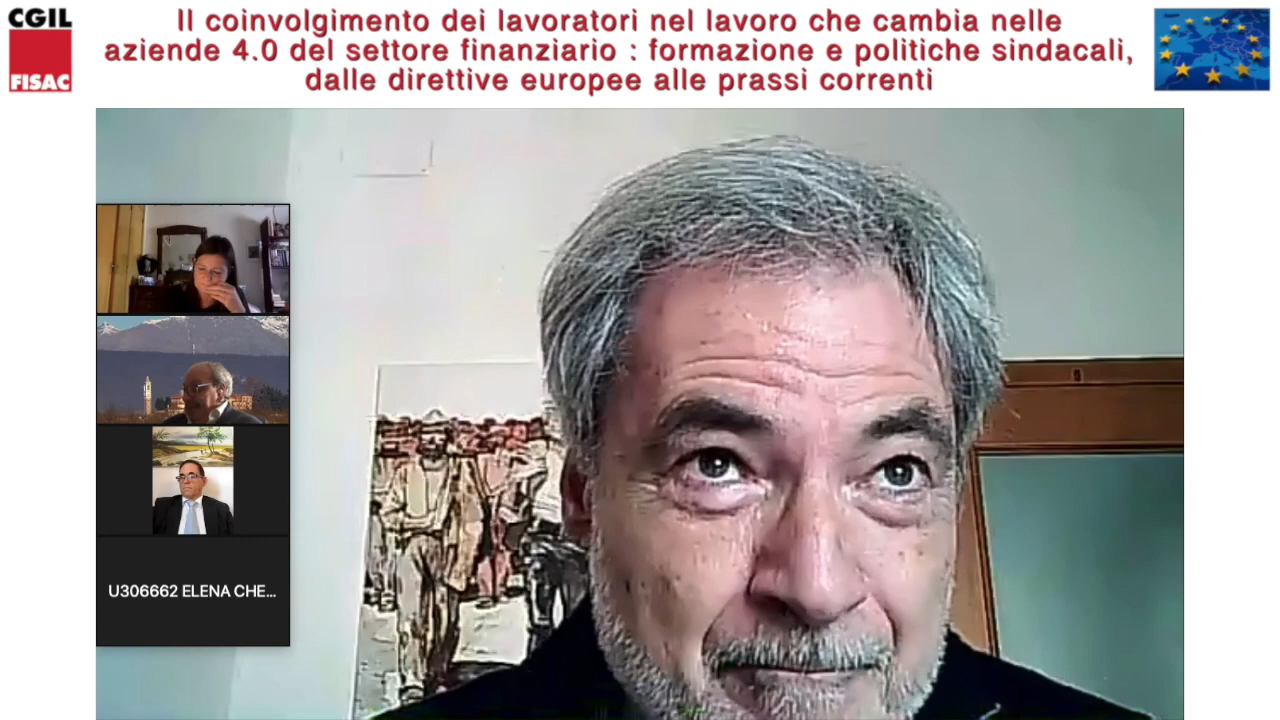 CGIL
FISAC
Il coinvolgimento dei lavoratori nel lavoro che cambia nelle
aziende 4.0 del settore finanziario : formazione e politiche sindacali,
dalle direttive europee alle prassi correnti
U306662 ELENA CHE...